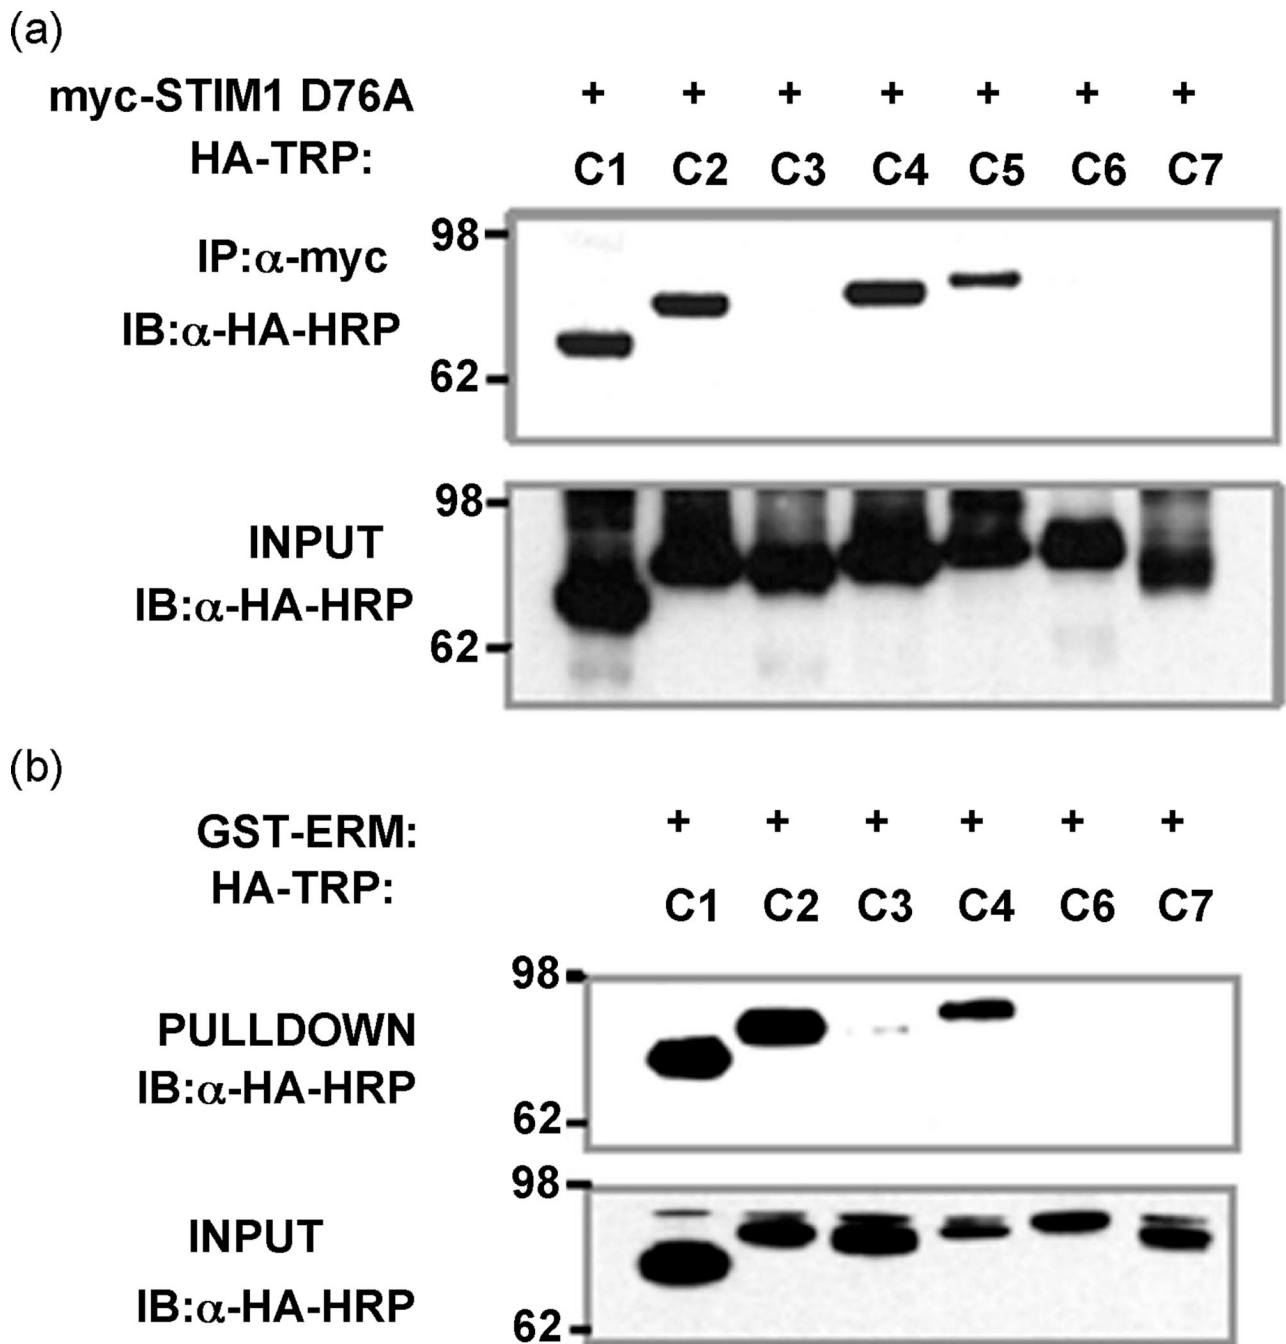 (a)
myc-STIM1 D76A + + + + + + +
HA-TRP: C1 C2 C3 C4 C5 C6 C7
98
IP:α-myc
IB:α-HA-HRP
62
98
INPUT
IB:α-HA-HRP
62
(b)
GST-ERM: + + + + + +
HA-TRP: C1 C2 C3 C4 C6 C7
98
PULLDOWN
IB:α-HA-HRP
62
98
INPUT
IB:α-HA-HRP
62